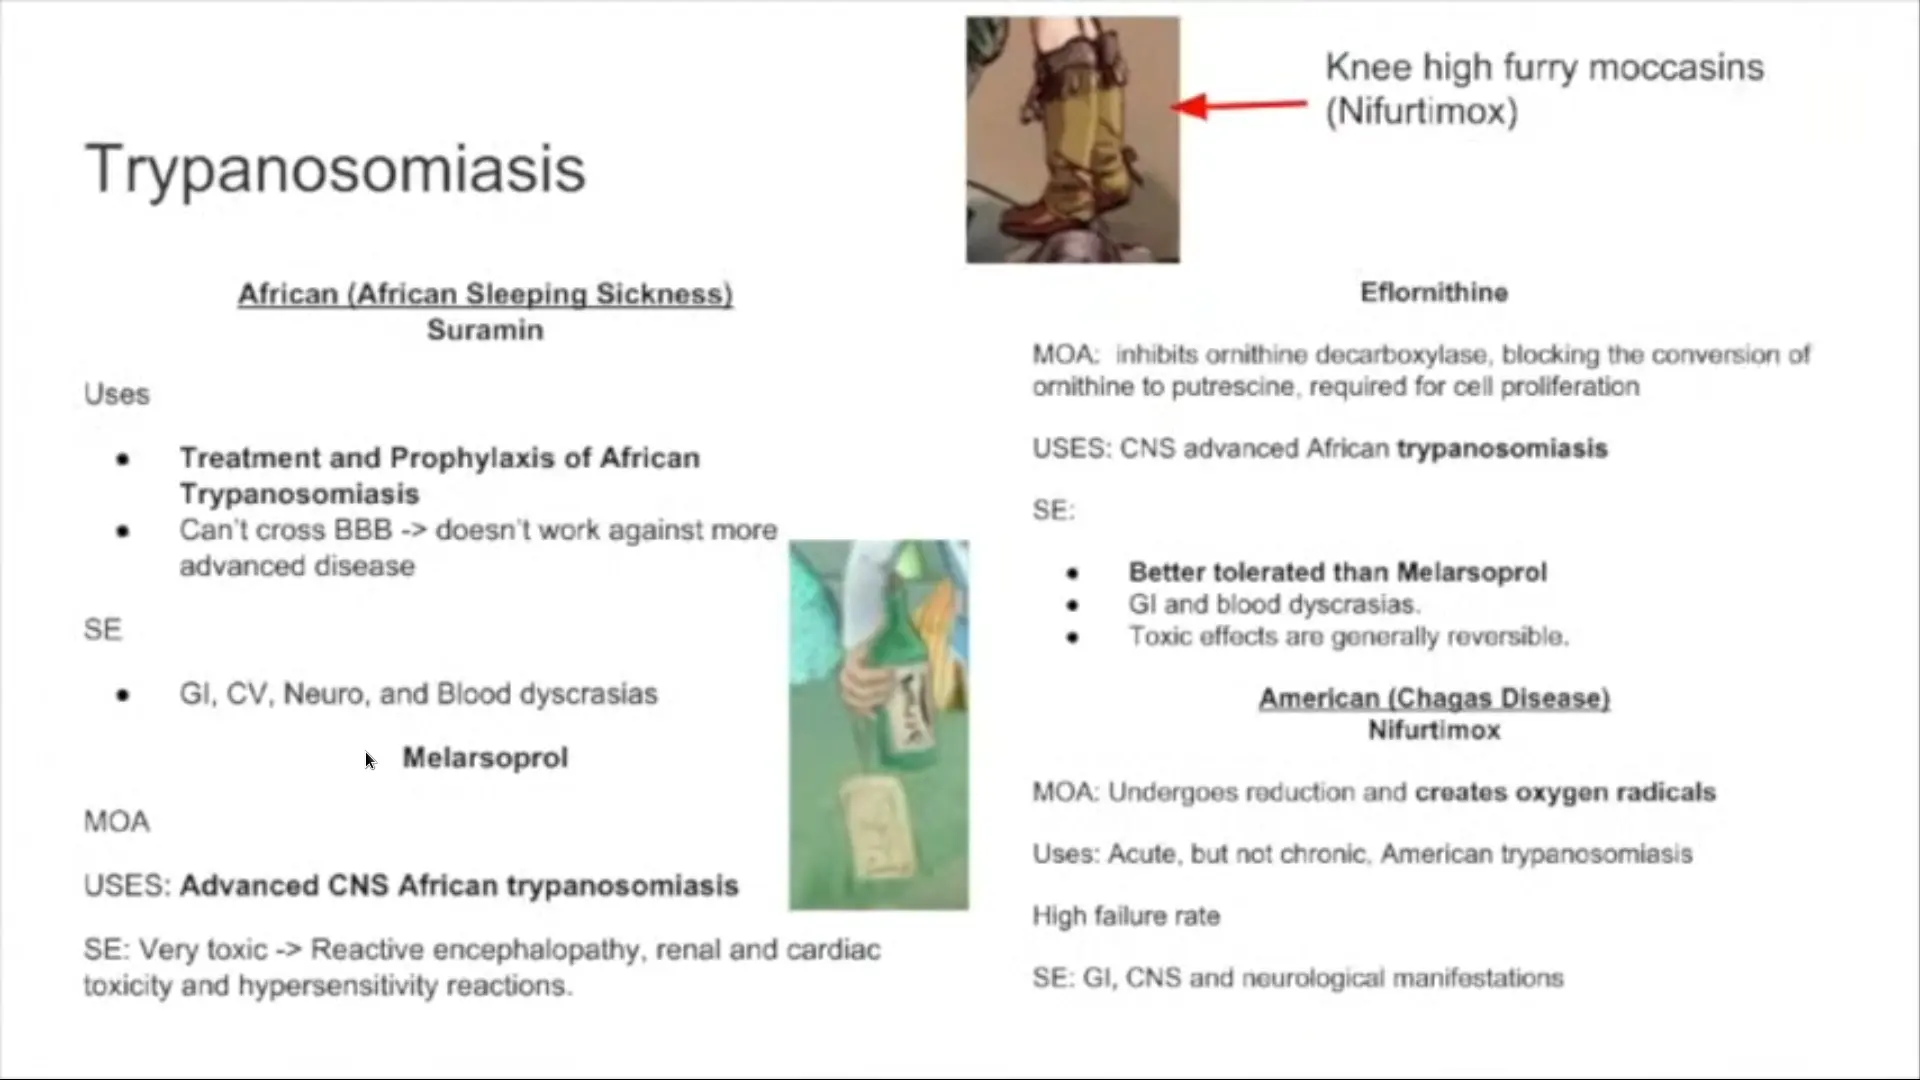 Trypanosomiasis
African (African Sleeping Sickness)
Suramin
Uses
● Treatment and Prophylaxis of African
Trypanosomiasis
● Can't cross BBB -> doesn't work against more
advanced disease
SE
● GI, CV, Neuro, and Blood dyscrasias
Melarsoprol
MOA
USES: Advanced CNS African trypanosomiasis
SE: Very toxic -> Reactive encephalopathy, renal and cardiac
toxicity and hypersensitivity reactions.
Knee high furry moccasins
(Nifurtimox)
Eflornithine
MOA: inhibits ornithine decarboxylase, blocking the conversion of
ornithine to putrescine, required for cell proliferation
USES: CNS advanced African trypanosomiasis
SE:
● Better tolerated than Melarsoprol
● GI and blood dyscrasias.
● Toxic effects are generally reversible.
American (Chagas Disease)
Nifurtimox
MOA: Undergoes reduction and creates oxygen radicals
Uses: Acute, but not chronic, American trypanosomiasis
High failure rate
SE: GI, CNS and neurological manifestations